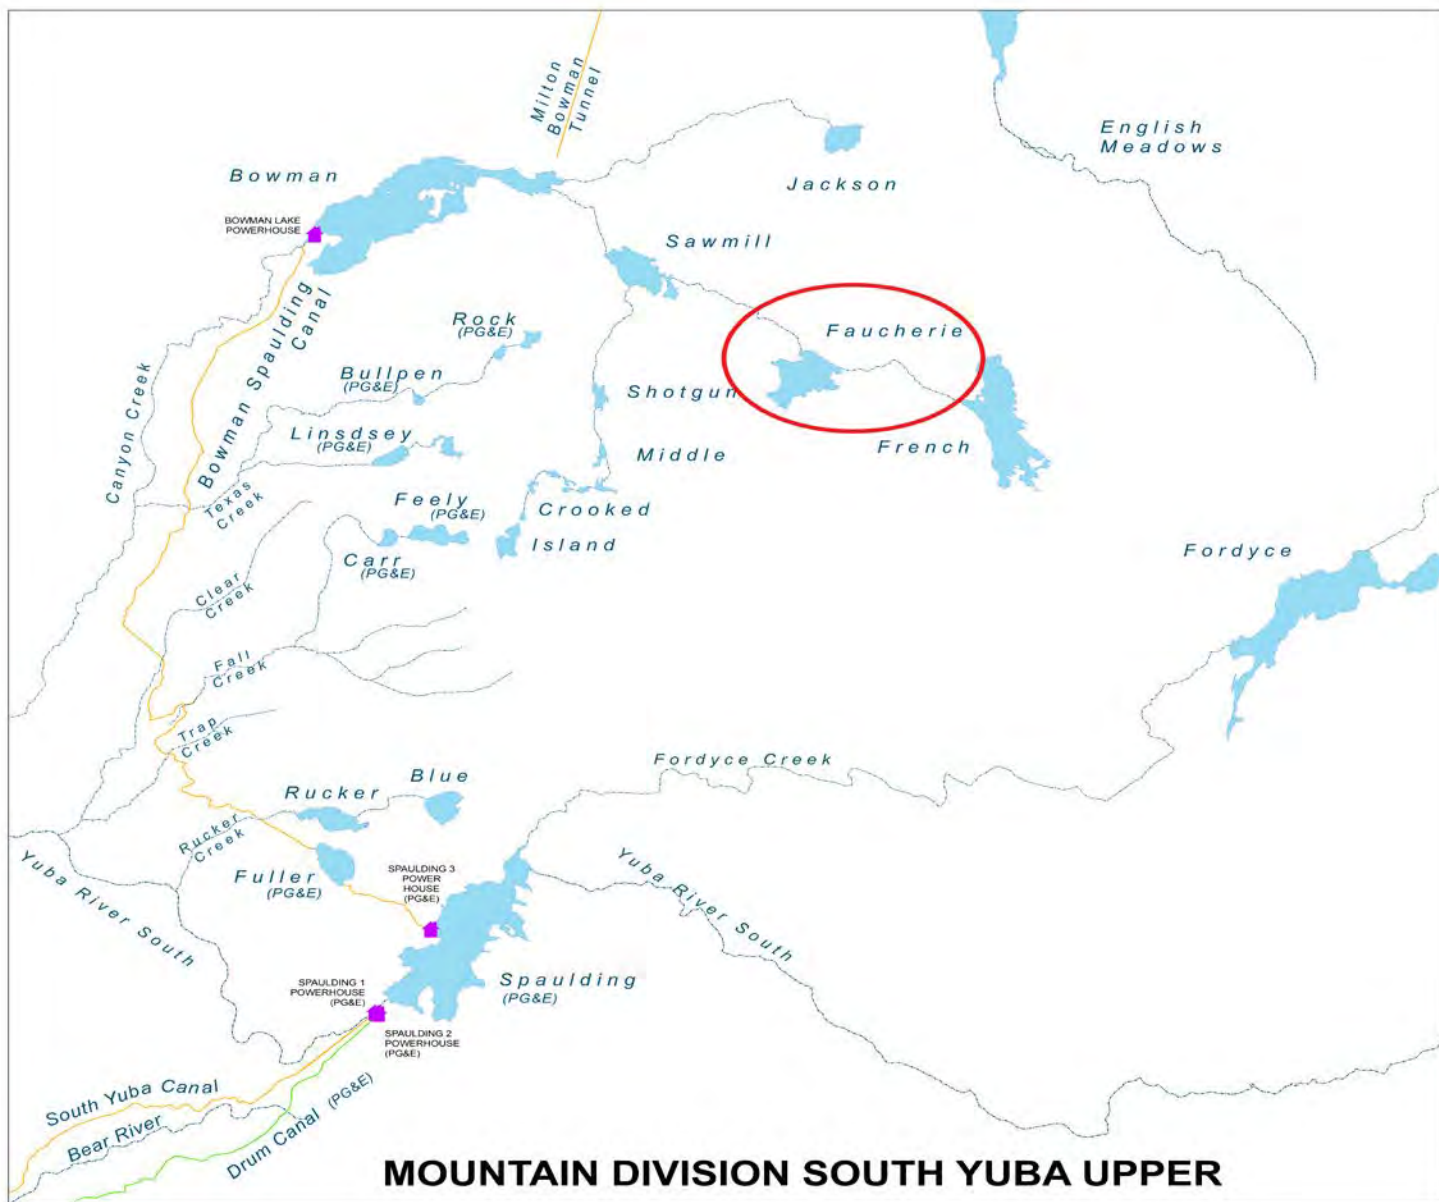 Milton
Bowman
Tunnel
English
Meadows
Bowman
Jackson
BOWMAN LAKE
POWERHOUSE
Sawmill
Bowman Spaulding
Canal
Canyon Creek
Rock
(PG&E)
Faucherie
Bullpen
(PG&E)
Shotgun
Linsdsey
(PG&E)
Middle
French
Texas
Creek
Feely
(PG&E)
Crooked
Island
Carr
(PG&E)
Fordyce
Clear
Creek
Fall
Creek
Trap
Creek
Fordyce Creek
Blue
Rucker
Rucker
Creek
Yuba River South
Fuller
(PG&E)
SPAULDING 3
POWER
HOUSE
(PG&E)
Yuba River South
Spaulding
(PG&E)
SPAULDING 1
POWERHOUSE
(PG&E)
SPAULDING 2
POWERHOUSE
(PG&E)
South Yuba Canal
Bear River
Drum Canal (PG&E)
MOUNTAIN DIVISION SOUTH YUBA UPPER